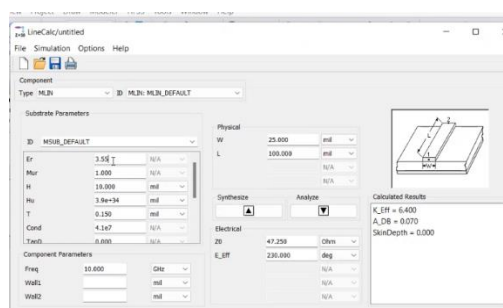 LineCalc/untitled
File Simulation Options Help
Component
Type MLIN ID MLIN: MLIN_DEFAULT
Substrate Parameters
ID MSUB_DEFAULT
Er 3.55 N/A
Mur 1.000 N/A
H 19.000 mil
Hu 3.9e+34 mil
T 0.150 mil
Cond 4.1e7 N/A
TanD 0.000 N/A
Component Parameters
Freq 10.000 GHz
Wall1 mil
Wall2 mil
Physical
W 25.000 mil
L 100.000 mil
N/A
N/A
Synthesize Analyze
Electrical
Z0 47.250 Ohm
E_Eff 230.000 deg
N/A
N/A
N/A
Calculated Results
K_Eff = 6.400
A_DB = 0.070
SkinDepth = 0.000